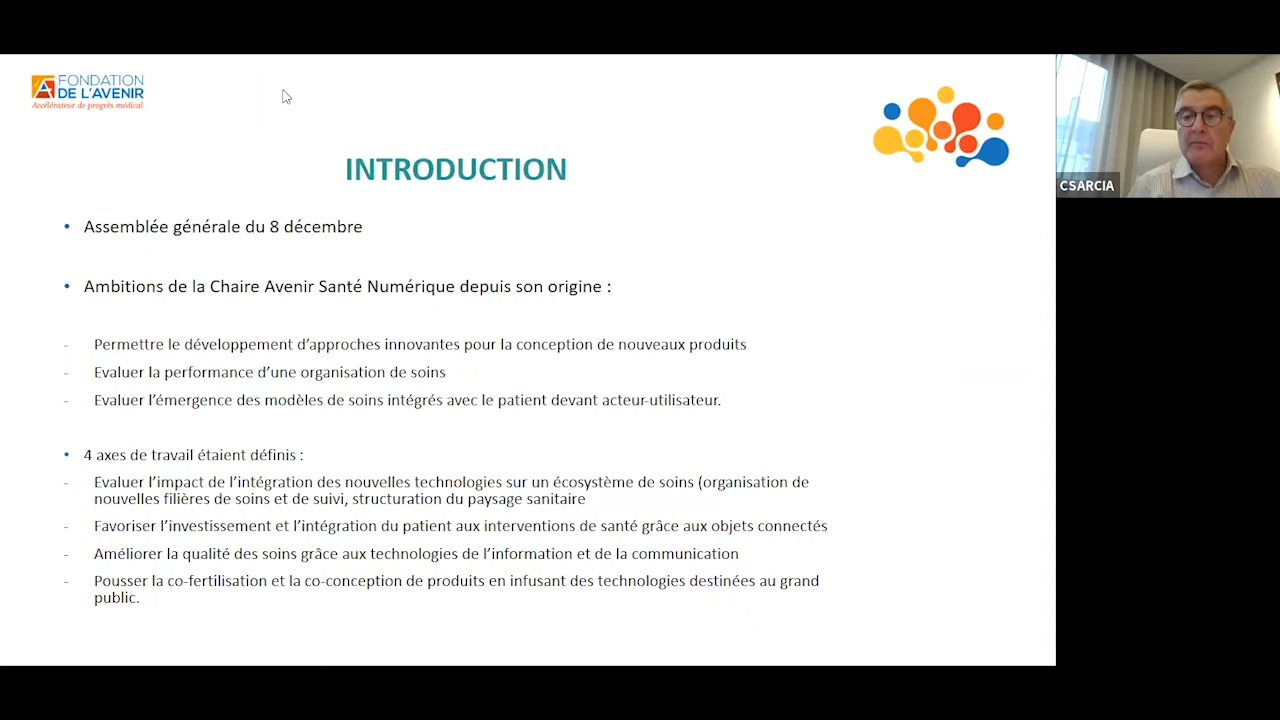 FONDATION
DE L'AVENIR
Accélérateur de progrès médical
INTRODUCTION
• Assemblée générale du 8 décembre
• Ambitions de la Chaire Avenir Santé Numérique depuis son origine :
- Permettre le développement d'approches innovantes pour la conception de nouveaux produits
- Evaluer la performance d'une organisation de soins
- Evaluer l'émergence des modèles de soins intégrés avec le patient devant acteur-utilisateur.
• 4 axes de travail étaient définis :
- Evaluer l'impact de l'intégration des nouvelles technologies sur un écosystème de soins (organisation de
nouvelles filières de soins et de suivi, structuration du paysage sanitaire
- Favoriser l'investissement et l'intégration du patient aux interventions de santé grâce aux objets connectés
- Améliorer la qualité des soins grâce aux technologies de l'information et de la communication
- Pousser la co-fertilisation et la co-conception de produits en infusant des technologies destinées au grand
public.
CSARCIA